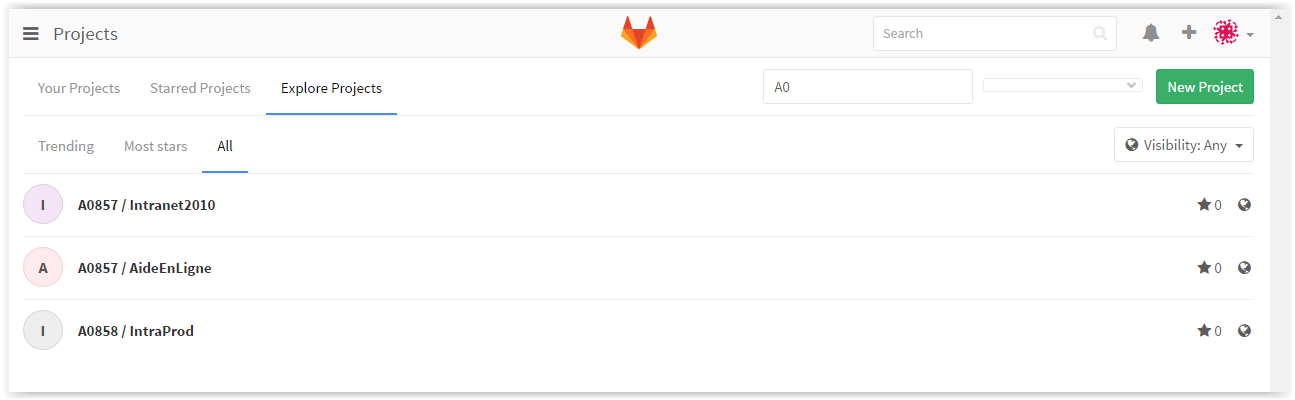 Projects
Search
Your Projects Starred Projects Explore Projects
A0
New Project
Trending Most stars All
Visibility: Any
I A0857 / Intranet2010 0
A A0857 / AideEnLigne 0
I A0858 / IntraProd 0